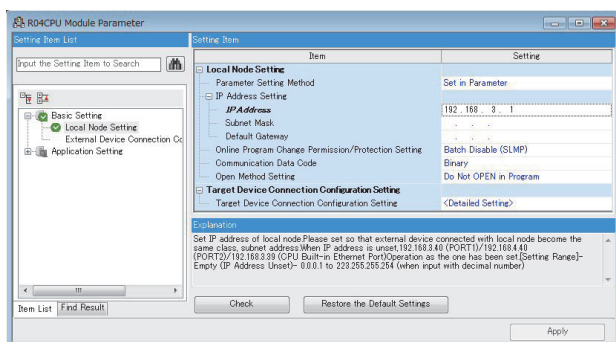 R04CPU Module Parameter
Setting Item List
Setting Item
Input the Setting Item to Search
Item
Setting
Local Node Setting
Parameter Setting Method
Set in Parameter
IP Address Setting
IP Address
192 . 168 . 3 . 1
Subnet Mask
. . .
Default Gateway
. . .
Online Program Change Permission/Protection Setting
Batch Disable (SLMP)
Communication Data Code
Binary
Open Method Setting
Do Not OPEN in Program
Target Device Connection Configuration Setting
Target Device Connection Configuration Setting
<Detailed Setting>
Basic Setting
Local Node Setting
External Device Connection Co
Application Setting
Explanation
Set IP address of local node.Please set so that external device connected with local node become the
same class, subnet address.When IP address is unset,192.168.3.40 (PORT1)/192.168.4.40
(PORT2)/192.168.3.39 (CPU Built-in Ethernet Port)Operation as the one has been set.[Setting Range]-
Empty (IP Address Unset)- 0.0.0.1 to 223.255.255.254 (when input with decimal number)
Item List
Find Result
Check
Restore the Default Settings
Apply